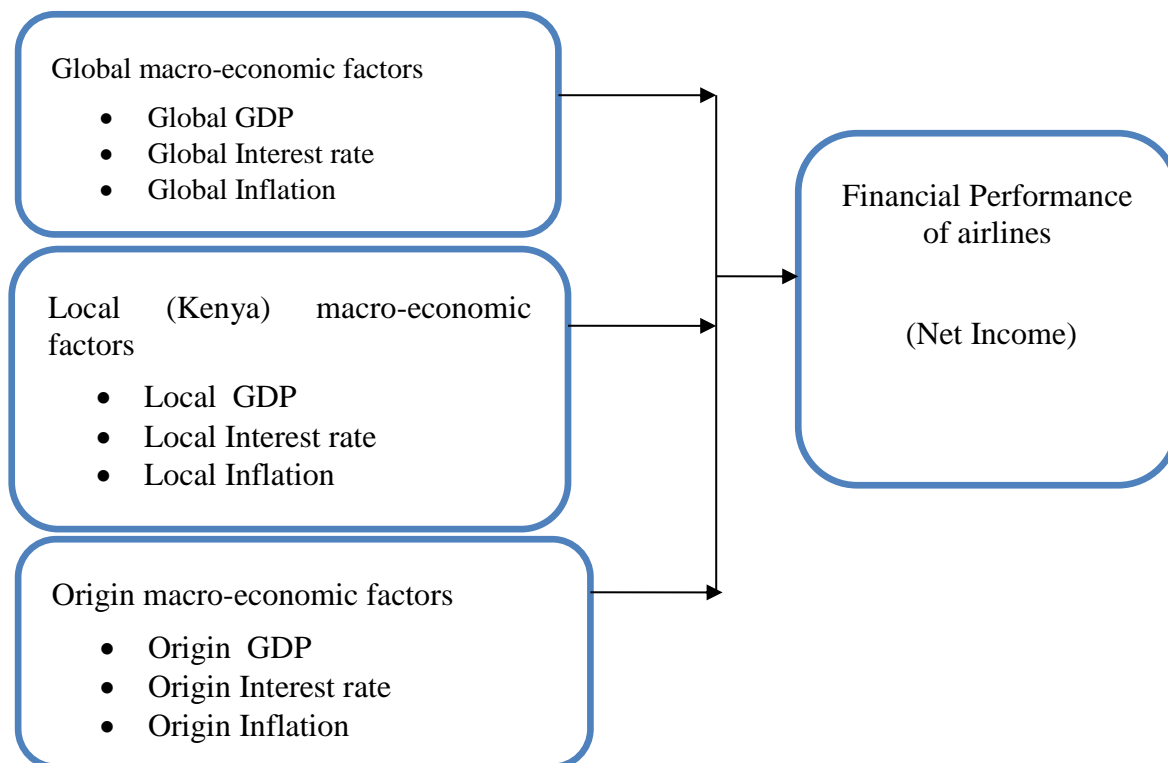 Global macro-economic factors
• Global GDP
• Global Interest rate
• Global Inflation
Local (Kenya) macro-economic
factors
• Local GDP
• Local Interest rate
• Local Inflation
Origin macro-economic factors
• Origin GDP
• Origin Interest rate
• Origin Inflation
Financial Performance
of airlines
(Net Income)